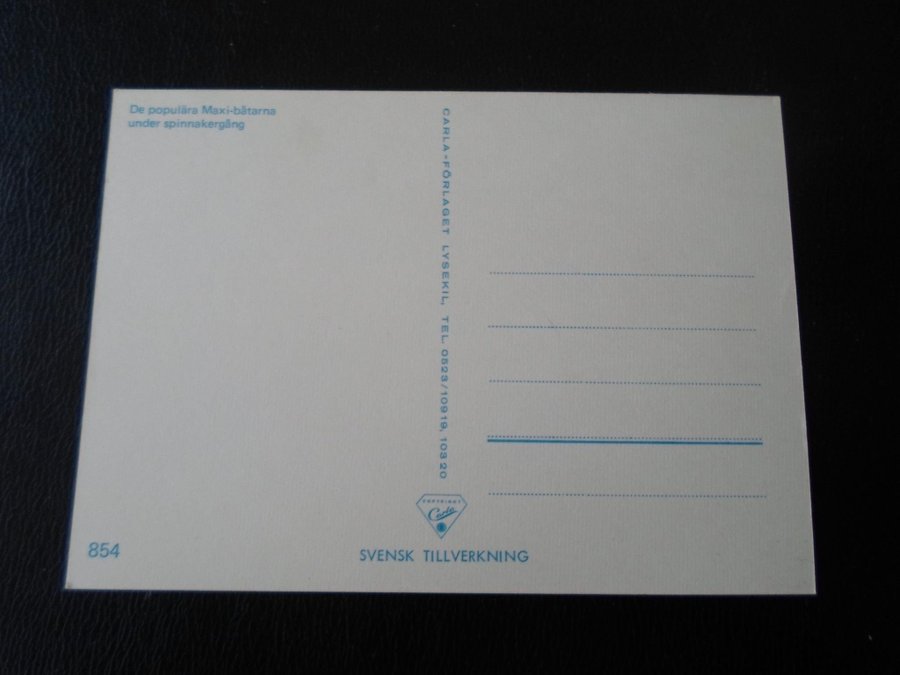 De populära Maxi-båtarna
under spinnakergång
CARLA-FÖRLAGET LYSEKIL, TEL. 0523/10919, 10320
COPYRIGHT
Carla
854
SVENSK TILLVERKNING